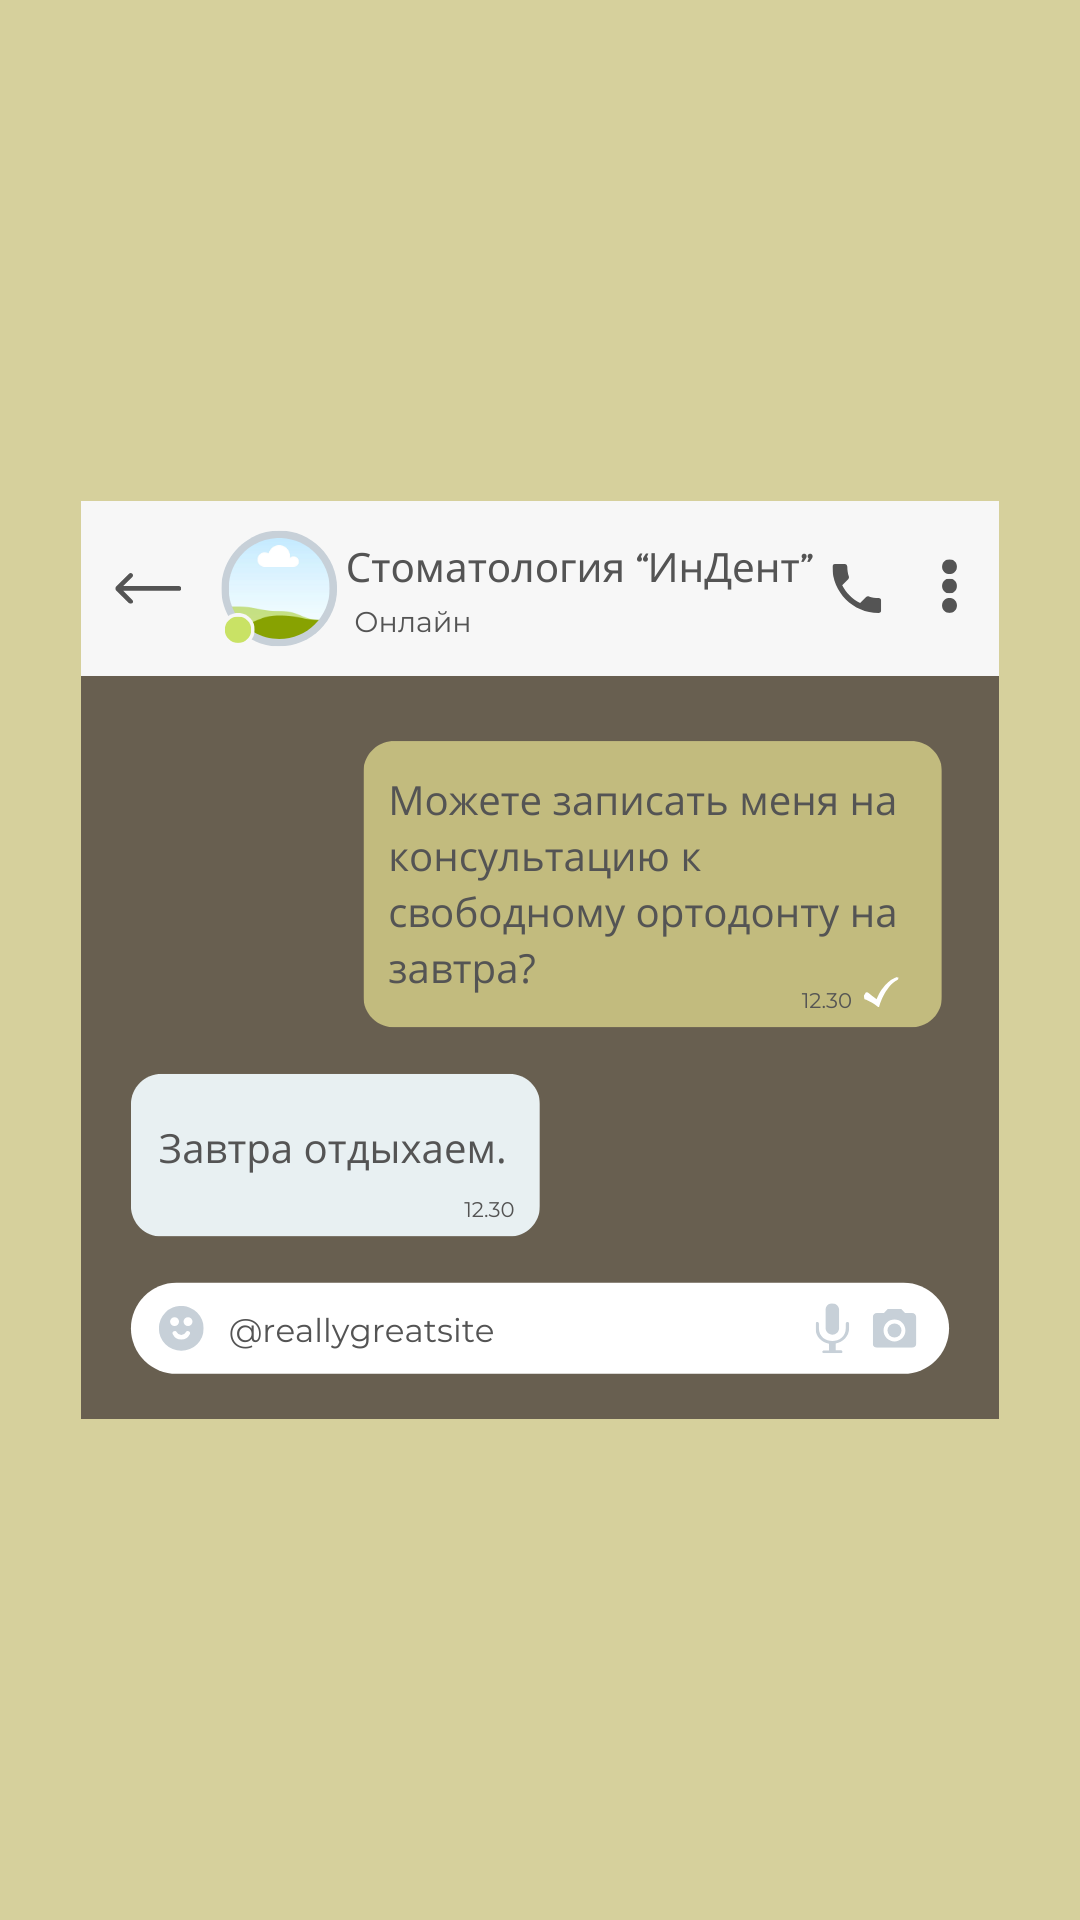 Стоматология “ИнДент”
Онлайн
Можете записать меня на
консультацию к
свободному ортодонту на
завтра?
12.30
Завтра отдыхаем.
12.30
@reallygreatsite